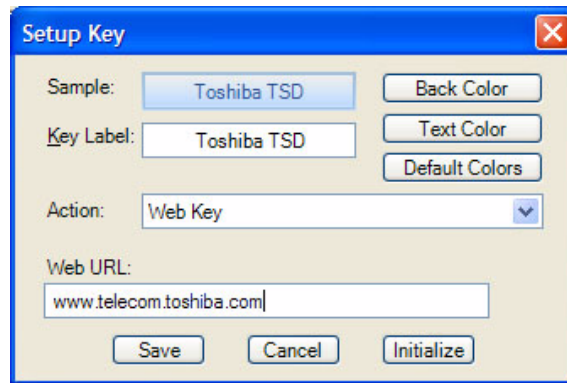 Setup Key
Sample: Toshiba TSD Back Color
Key Label: Toshiba TSD Text Color
Default Colors
Action: Web Key
Web URL:
www.telecom.toshiba.com
Save Cancel Initialize